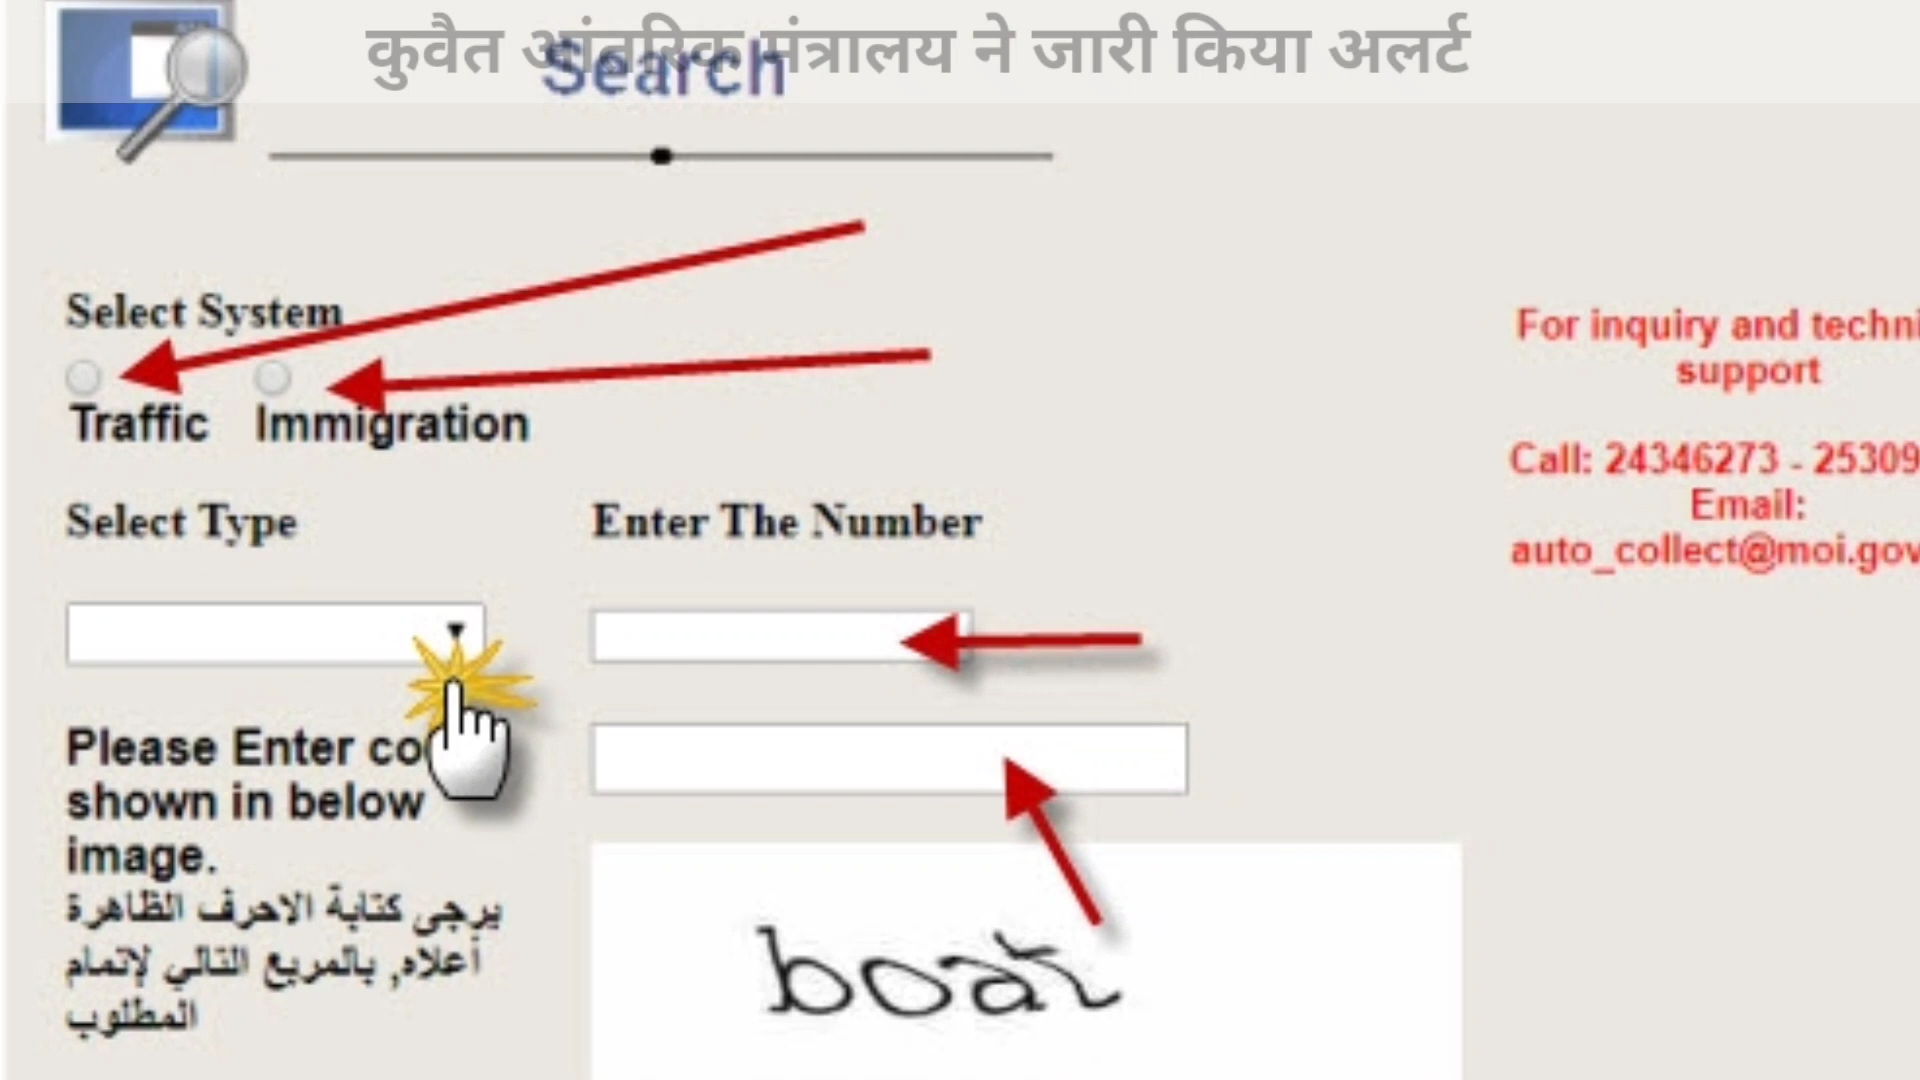 कुवैत आंतरिक मंत्रालय ने जारी किया अलर्ट
Search
Select System
Traffic Immigration
Select Type Enter The Number
Please Enter co
shown in below
image.
يرجى كتابة الاحرف الظاهرة
أعلاه, بالمربع التالي لإتمام
المطلوب
For inquiry and techni
support
Call: 24346273 - 25309
Email:
auto_collect@moi.gov